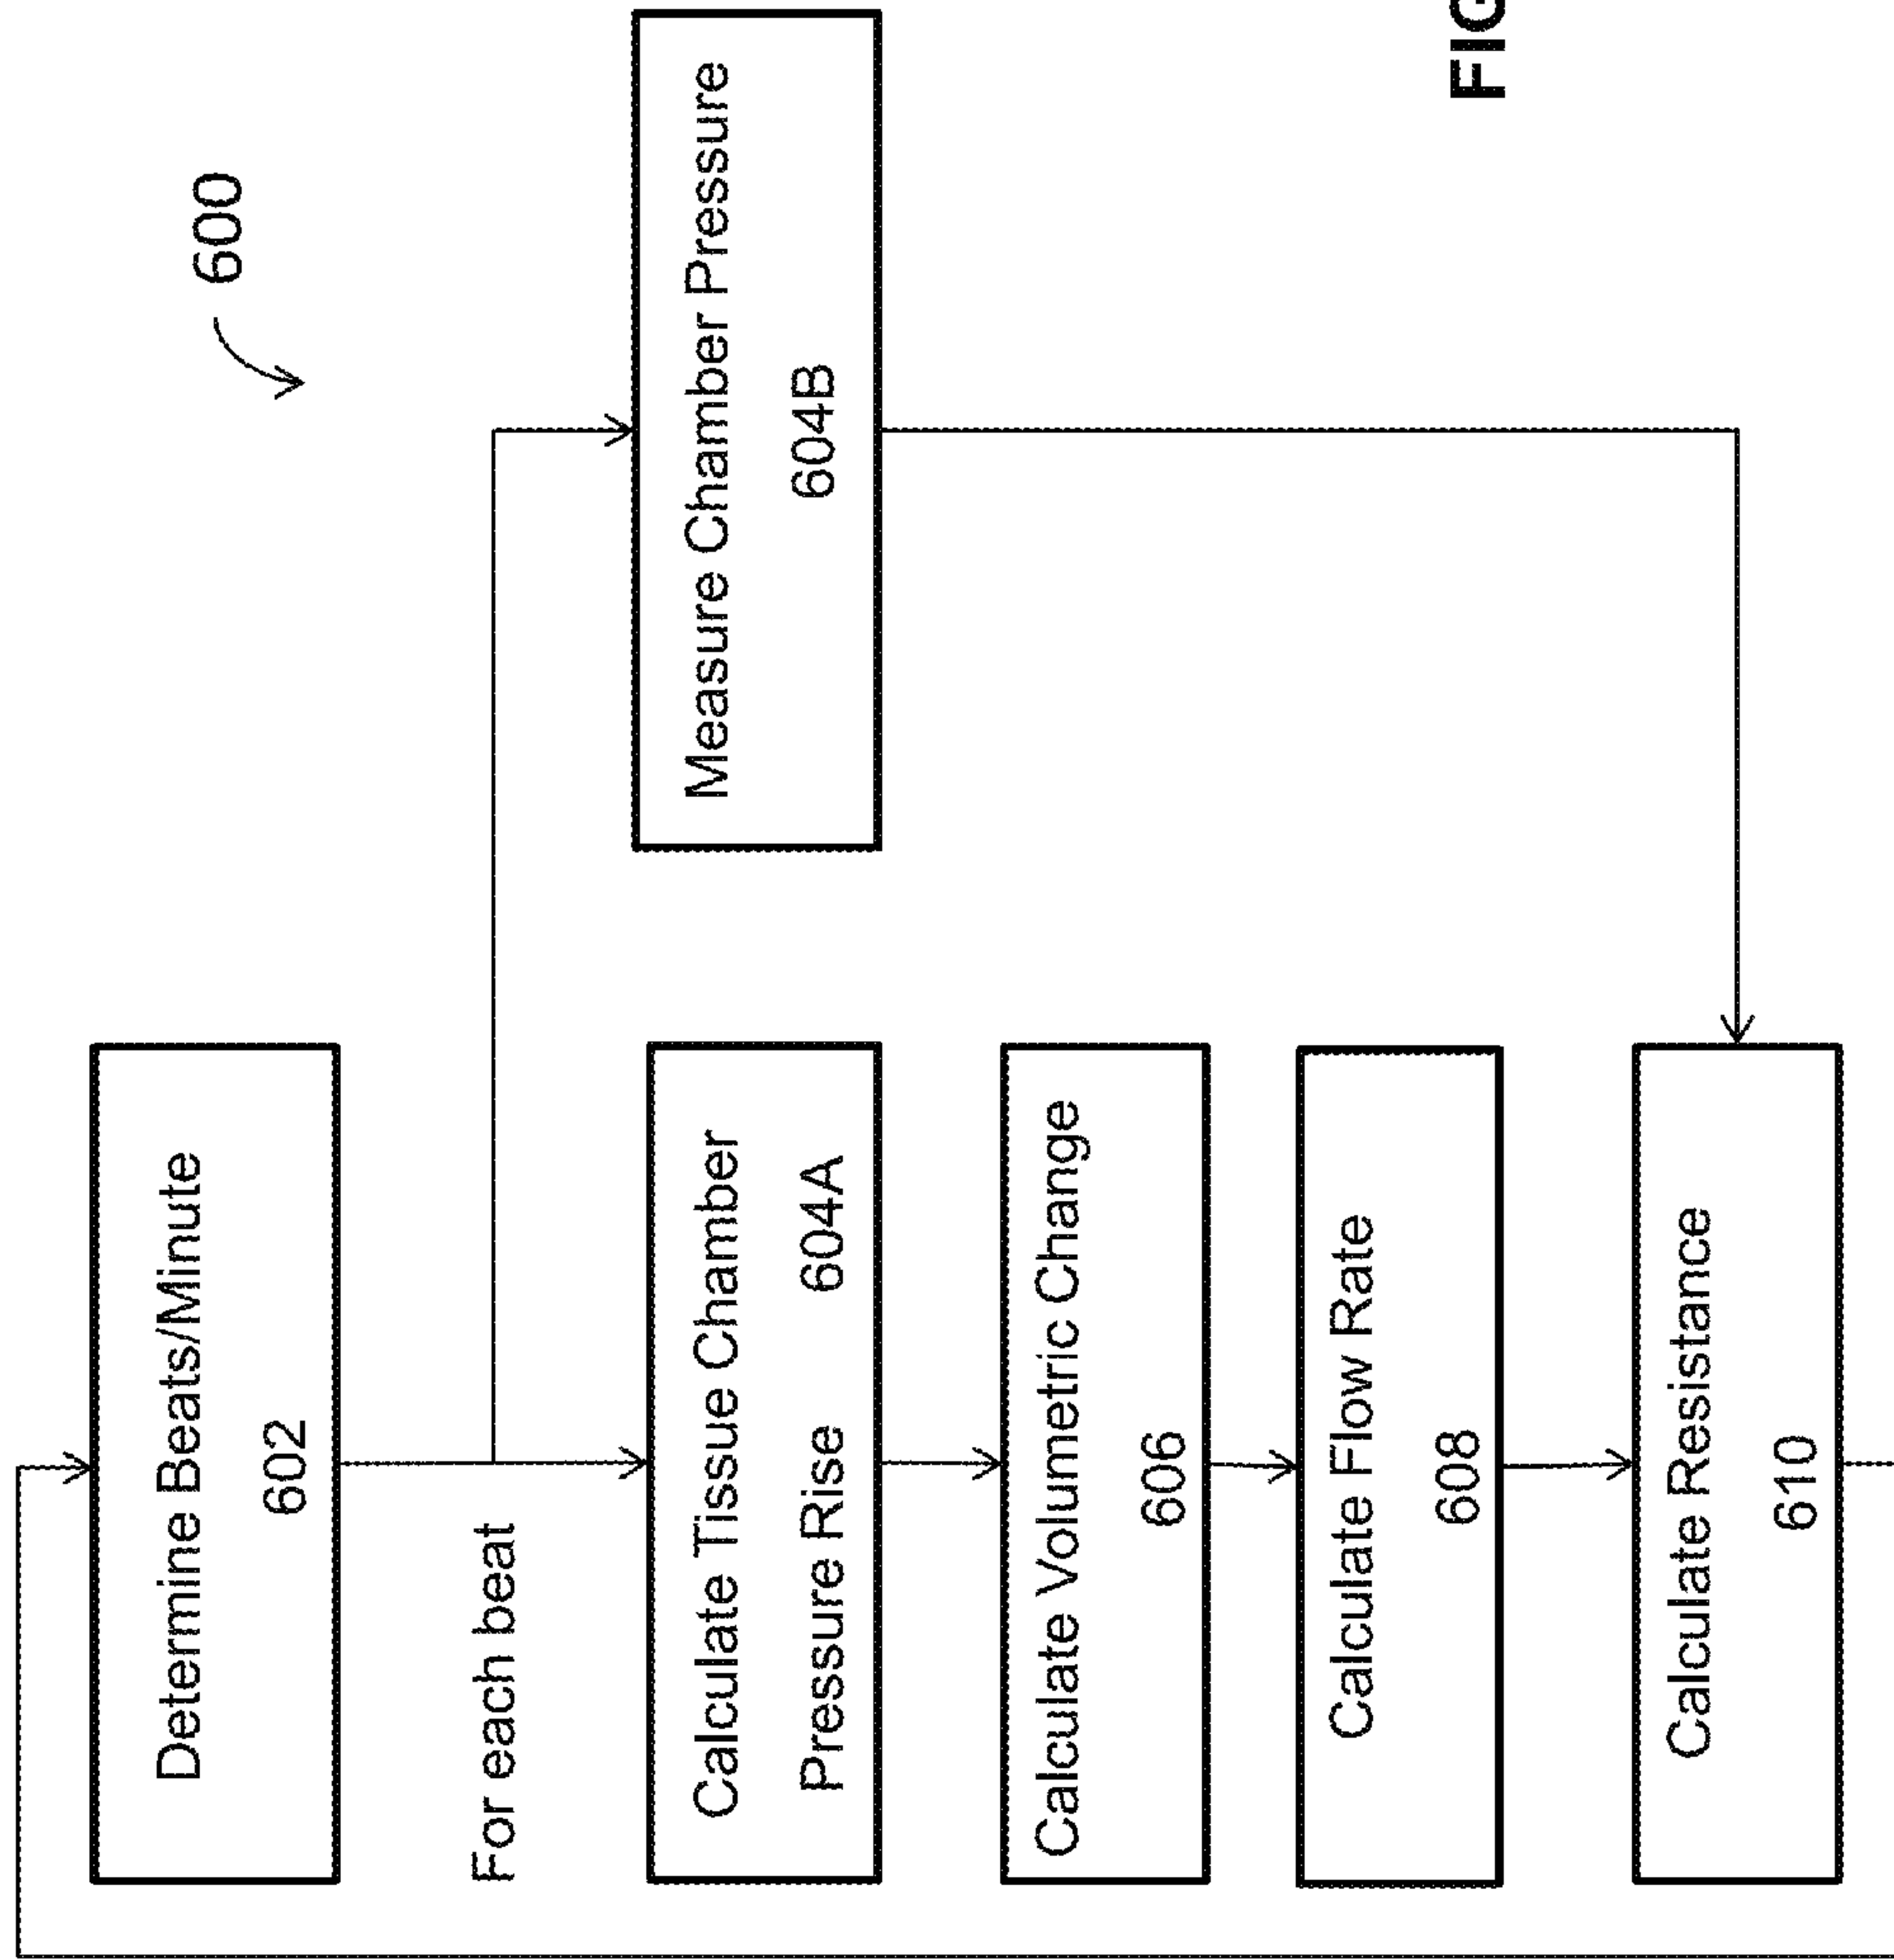 600
Determine Beats/Minute
602
For each beat
Calculate Tissue Chamber
Pressure Rise 604A
Measure Chamber Pressure
604B
Calculate Volumetric Change
606
Calculate Flow Rate
608
Calculate Resistance
610
FIG